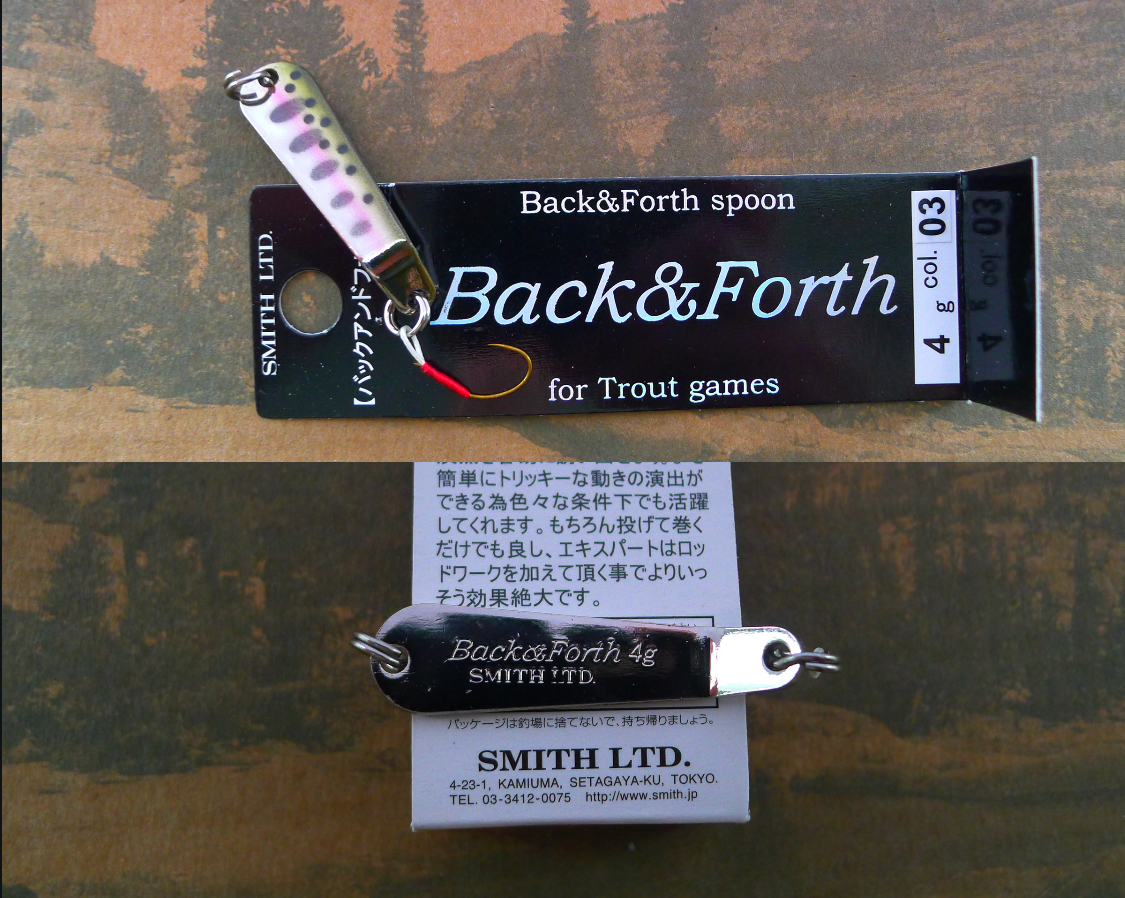 SMITH LTD.
【バックアンドフ
Back&Forth spoon
Back&Forth
for Trout games
4 g col. 03
4 g col. 03
簡単にトリッキーな動きの演出が
できる為色々な条件下でも活躍
してくれます。もちろん投げて巻く
だけでも良し、エキスパートはロッ
ドワークを加えて頂く事でよりいっ
そう効果絶大です。
Back&Forth 4g
SMITH LTD.
パッケージは釣場に捨てないで、持ち帰りましょう。
SMITH LTD.
4-23-1, KAMIUMA, SETAGAYA-KU, TOKYO.
TEL. 03-3412-0075 http://www.smith.jp